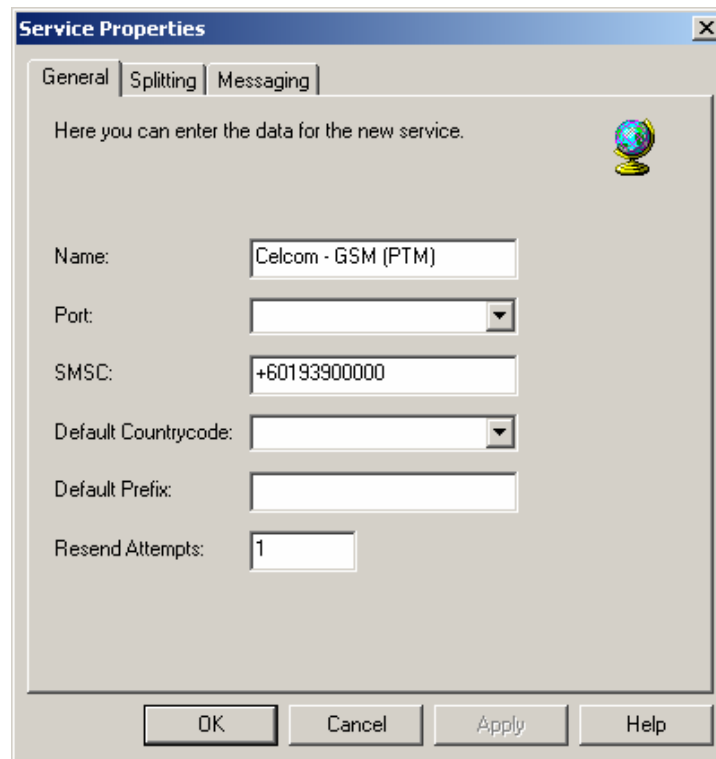 Service Properties
General Splitting Messaging
Here you can enter the data for the new service.
Name: Celcom - GSM (PTM)
Port:
SMSC: +60193900000
Default Countrycode:
Default Prefix:
Resend Attempts: 1
OK Cancel Apply Help